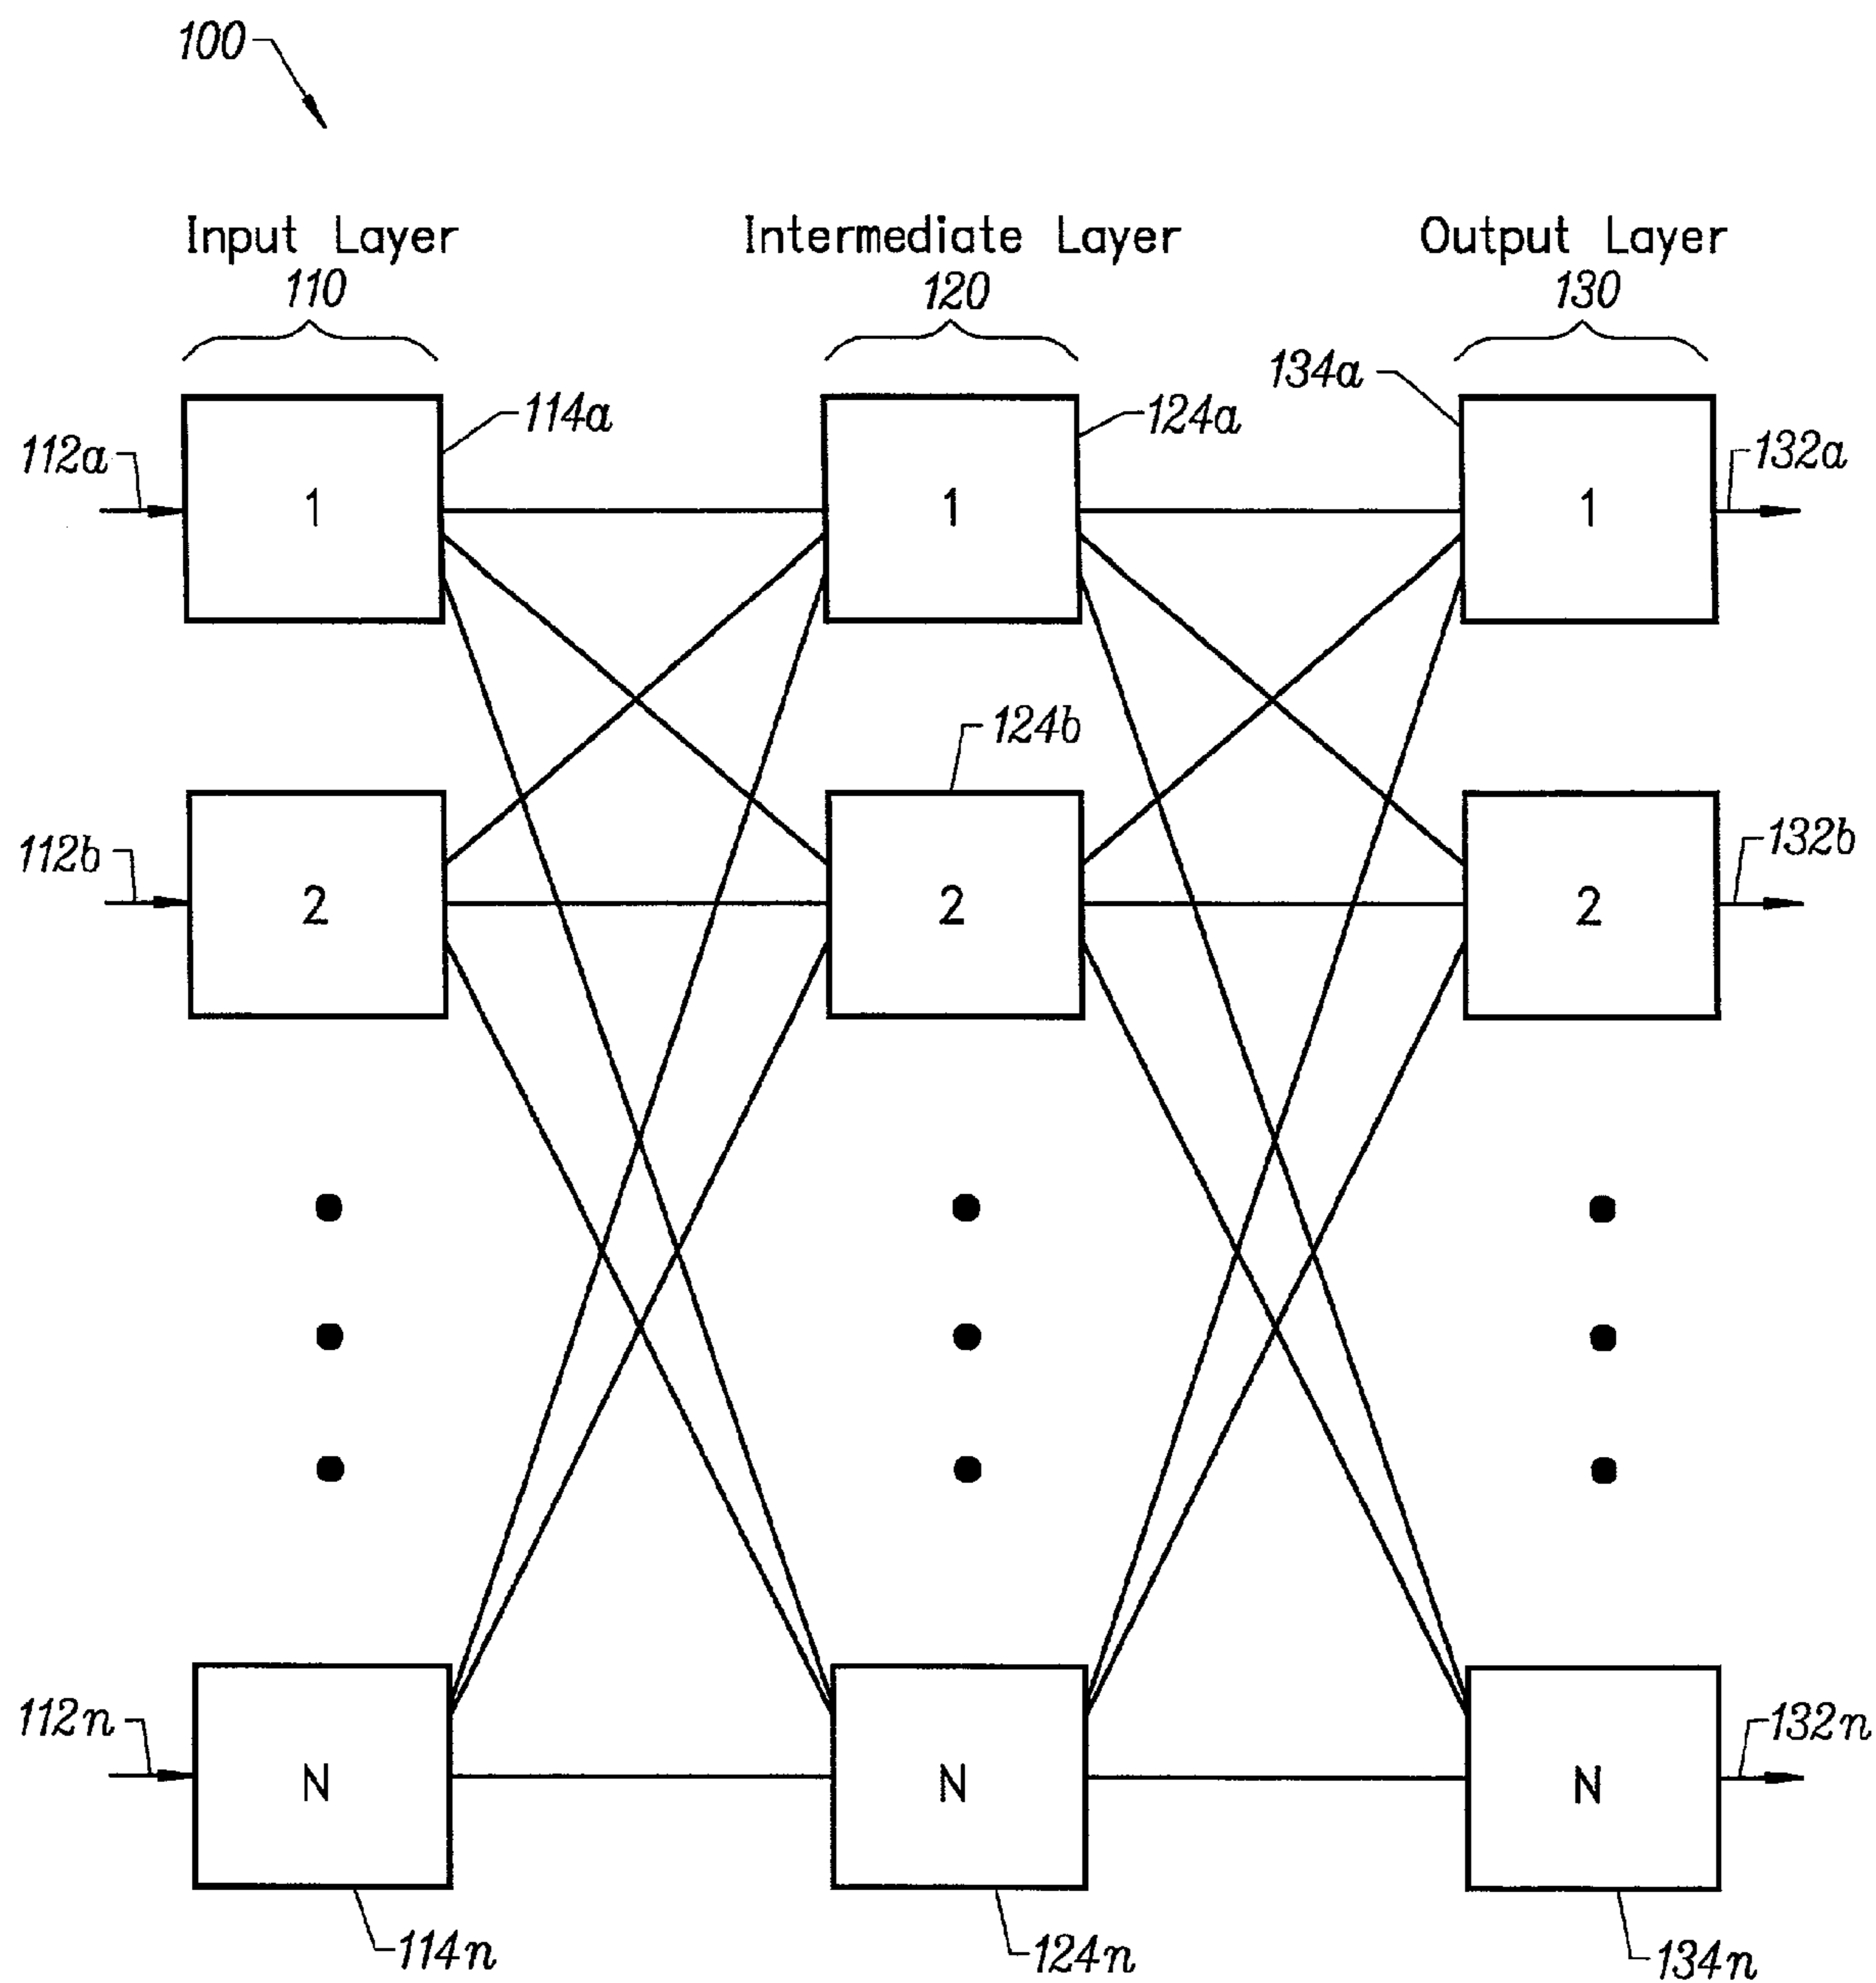 100
Input Layer
110
Intermediate Layer
120
Output Layer
130
112a
1
114a
1
124a
134a
1
132a
112b
2
124b
2
2
132b
112n
N
N
N
132n
114n
124n
134n